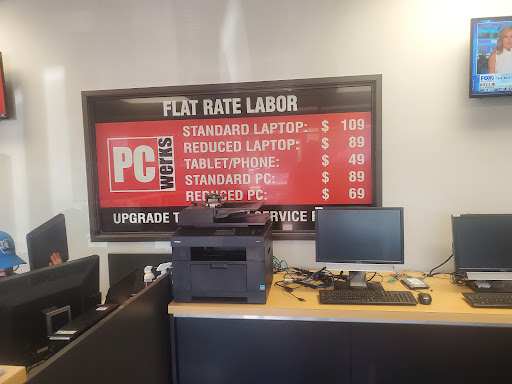 FLAT RATE LABOR
PC werks
STANDARD LAPTOP: $ 109
REDUCED LAPTOP: $ 89
TABLET/PHONE: $ 49
STANDARD PC: $ 89
REDUCED PC: $ 69
UPGRADE T SERVICE
FOX